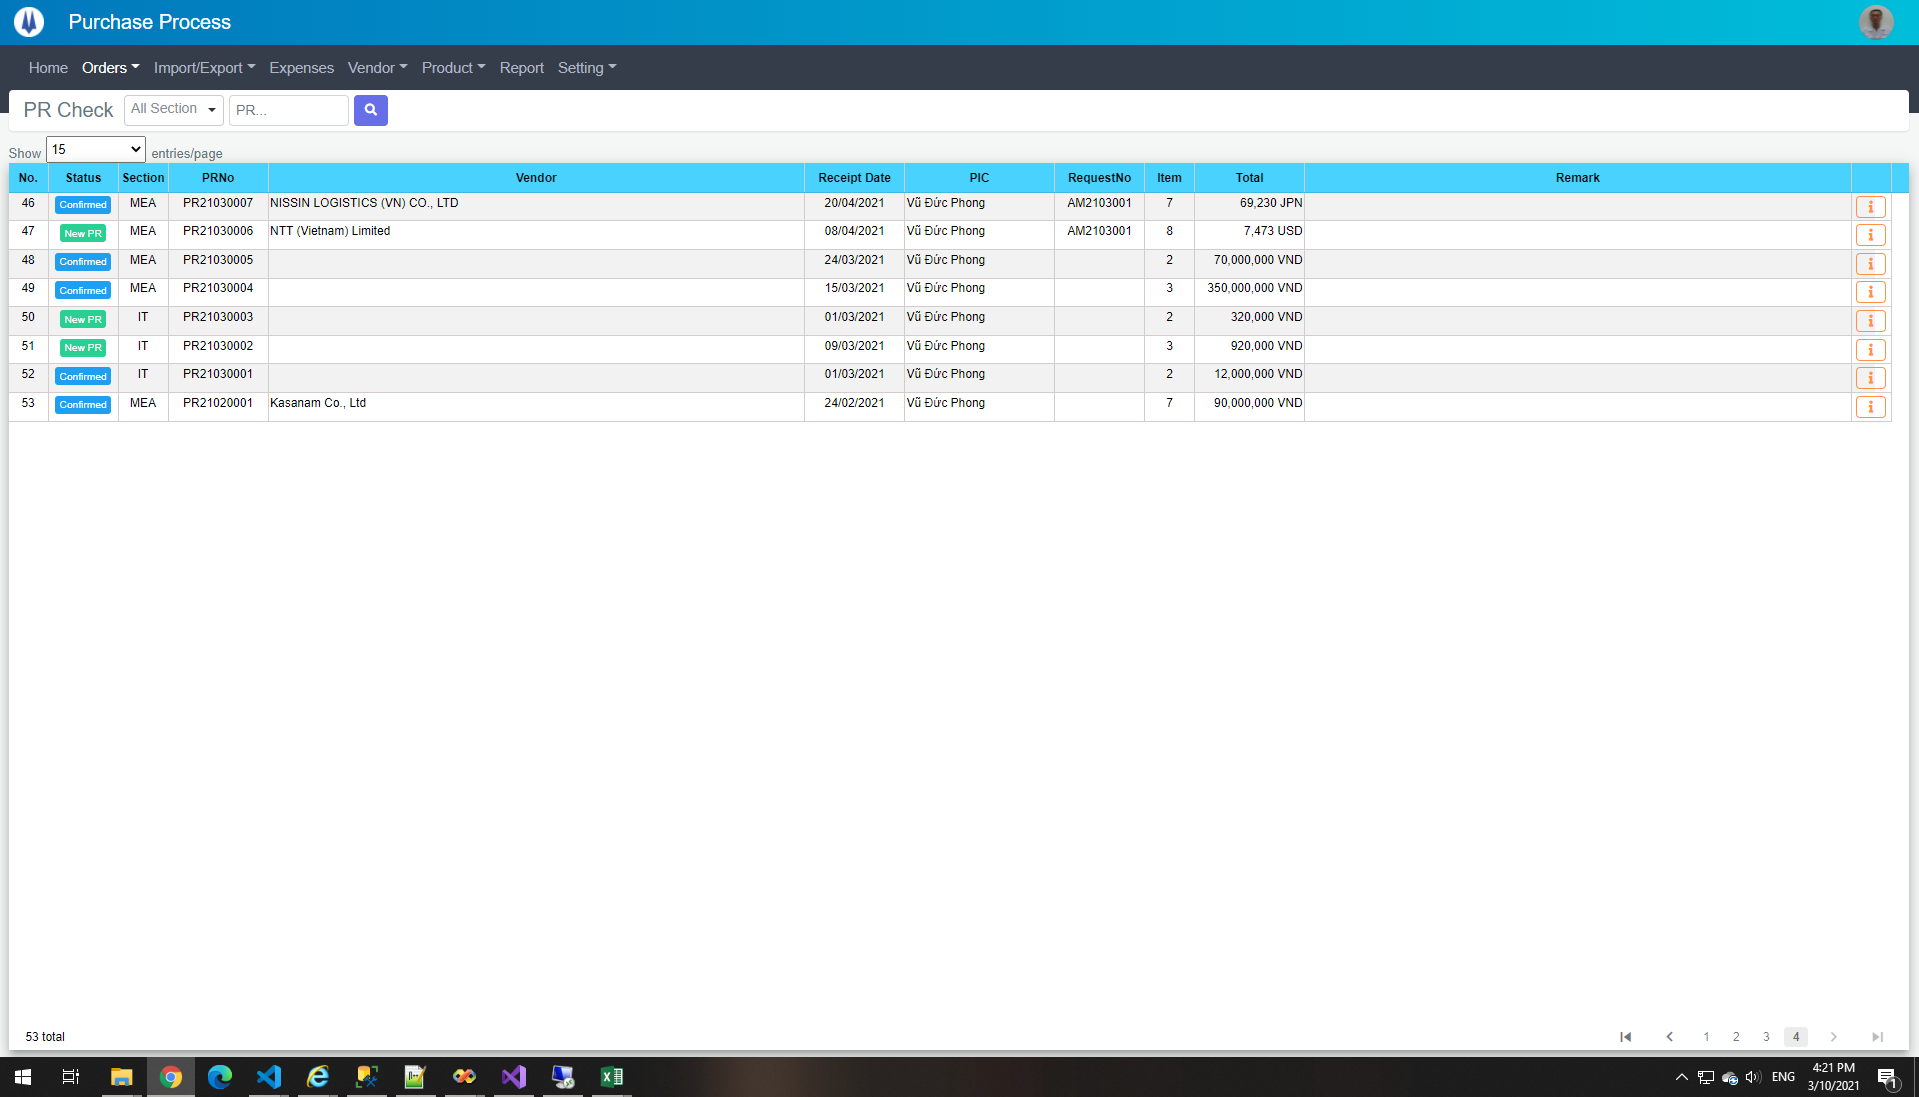 Purchase Process
Home Orders Import/Export Expenses Vendor Product Report Setting
PR Check All Section PR...
Show 15 entries/page
No. Status Section PRNo Vendor Receipt Date PIC RequestNo Item Total Remark
46 Confirmed MEA PR21030007 NISSIN LOGISTICS (VN) CO., LTD 20/04/2021 Vũ Đức Phong AM2103001 7 69,230 JPN
47 New PR MEA PR21030006 NTT (Vietnam) Limited 08/04/2021 Vũ Đức Phong AM2103001 8 7,473 USD
48 Confirmed MEA PR21030005 24/03/2021 Vũ Đức Phong 2 70,000,000 VND
49 Confirmed MEA PR21030004 15/03/2021 Vũ Đức Phong 3 350,000,000 VND
50 New PR IT PR21030003 01/03/2021 Vũ Đức Phong 2 320,000 VND
51 New PR IT PR21030002 09/03/2021 Vũ Đức Phong 3 920,000 VND
52 Confirmed IT PR21030001 01/03/2021 Vũ Đức Phong 2 12,000,000 VND
53 Confirmed MEA PR21020001 Kasanam Co., Ltd 24/02/2021 Vũ Đức Phong 7 90,000,000 VND
53 total 1 2 3 4
ENG 4:21 PM
3/10/2021 1